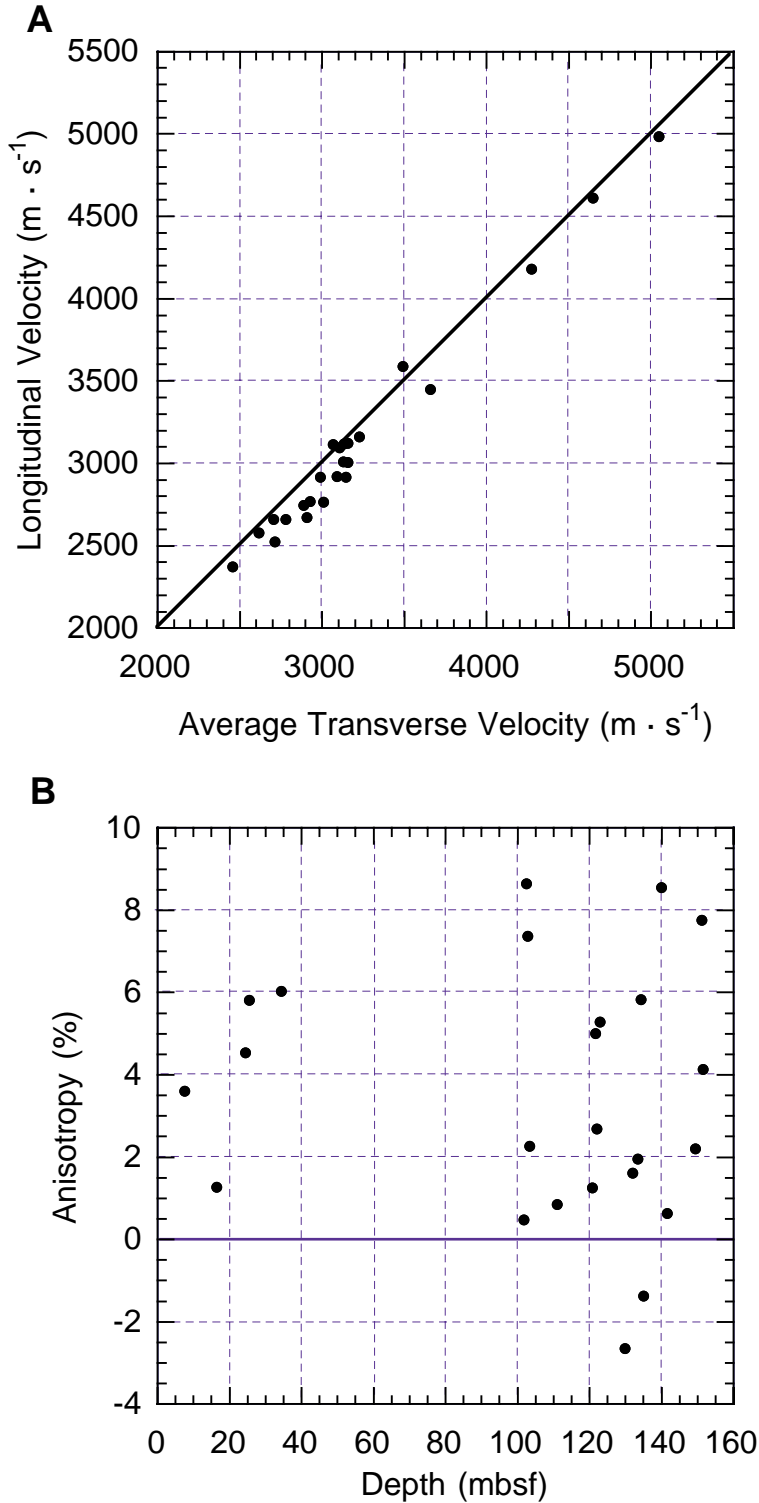 A
5500
5000
4500
4000
3500
3000
2500
2000
Longitudinal Velocity (m · s-1)
2000 3000 4000 5000
Average Transverse Velocity (m · s-1)
B
10
8
6
4
2
0
-2
-4
Anisotropy (%)
0 20 40 60 80 100 120 140 160
Depth (mbsf)